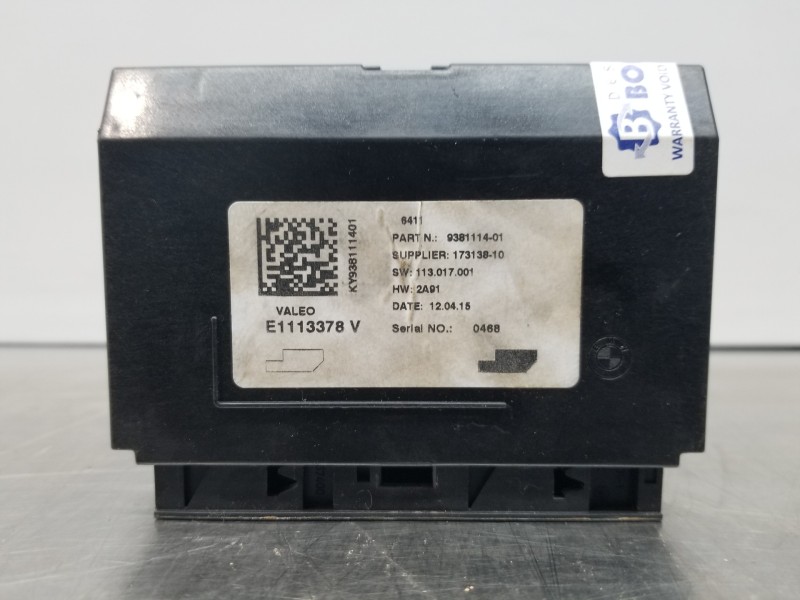 BO
WARRANTY VOID
B
6411
PART N.: 9381114-01
SUPPLIER: 173138-10
SW: 113.017.001
HW: 2A91
DATE: 12.04.15
Serial NO.: 0468
KY938111401
VALEO
E1113378 V